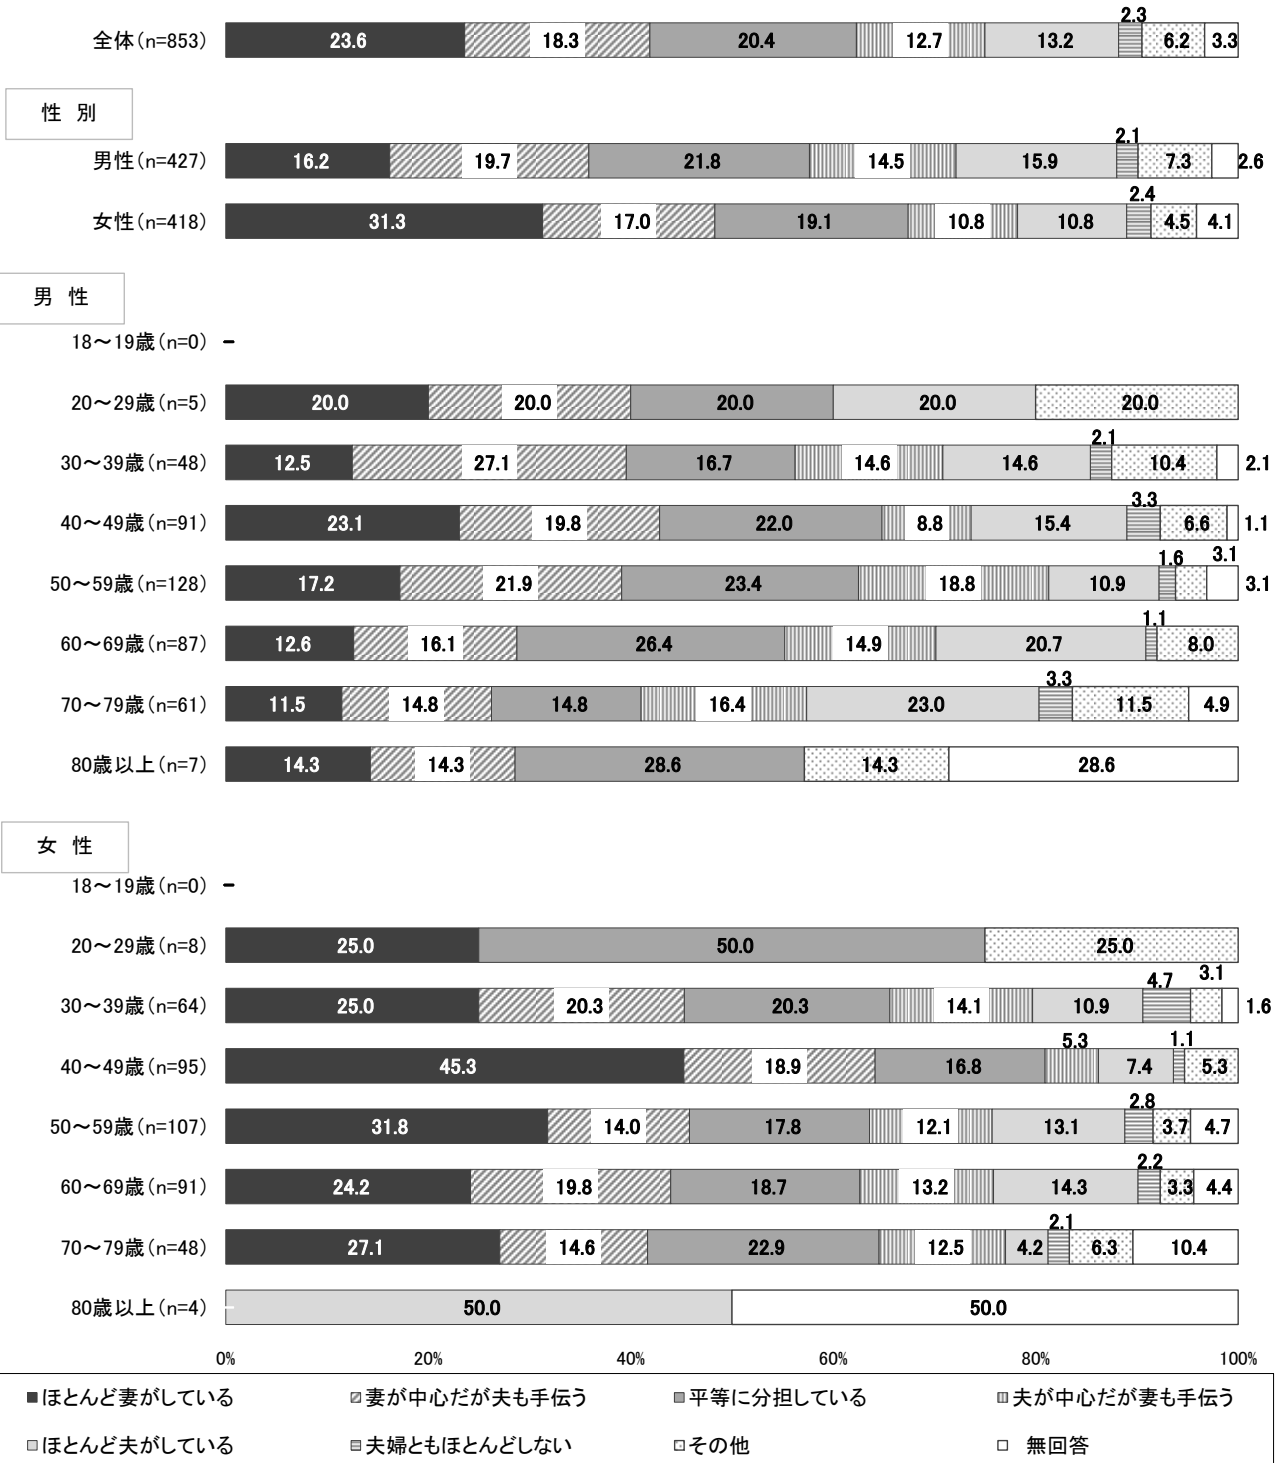 2.3
全体(n=853) 23.6 18.3 20.4 12.7 13.2 6.2 3.3
性 別
2.1
男性(n=427) 16.2 19.7 21.8 14.5 15.9 7.3 2.6
2.4
女性(n=418) 31.3 17.0 19.1 10.8 10.8 4.5 4.1
男 性
18～19歳(n=0)
20～29歳(n=5) 20.0 20.0 20.0 20.0 20.0
2.1
30～39歳(n=48) 12.5 27.1 16.7 14.6 14.6 10.4 2.1
3.3
40～49歳(n=91) 23.1 19.8 22.0 8.8 15.4 6.6 1.1
1.6 3.1
50～59歳(n=128) 17.2 21.9 23.4 18.8 10.9 3.1
1.1
60～69歳(n=87) 12.6 16.1 26.4 14.9 20.7 8.0
3.3
70～79歳(n=61) 11.5 14.8 14.8 16.4 23.0 11.5 4.9
80歳以上(n=7) 14.3 14.3 28.6 14.3 28.6
女 性
18～19歳(n=0)
20～29歳(n=8) 25.0 50.0 25.0
4.7 3.1
30～39歳(n=64) 25.0 20.3 20.3 14.1 10.9 1.6
5.3 1.1
40～49歳(n=95) 45.3 18.9 16.8 7.4 5.3
2.8
50～59歳(n=107) 31.8 14.0 17.8 12.1 13.1 3.7 4.7
2.2
60～69歳(n=91) 24.2 19.8 18.7 13.2 14.3 3.3 4.4
2.1
70～79歳(n=48) 27.1 14.6 22.9 12.5 4.2 6.3 10.4
80歳以上(n=4) 50.0 50.0
0% 20% 40% 60% 80% 100%
ほとんど妻がしている 妻が中心だが夫も手伝う 平等に分担している 夫が中心だが妻も手伝う
ほとんど夫がしている 夫婦ともほとんどしない その他 無回答